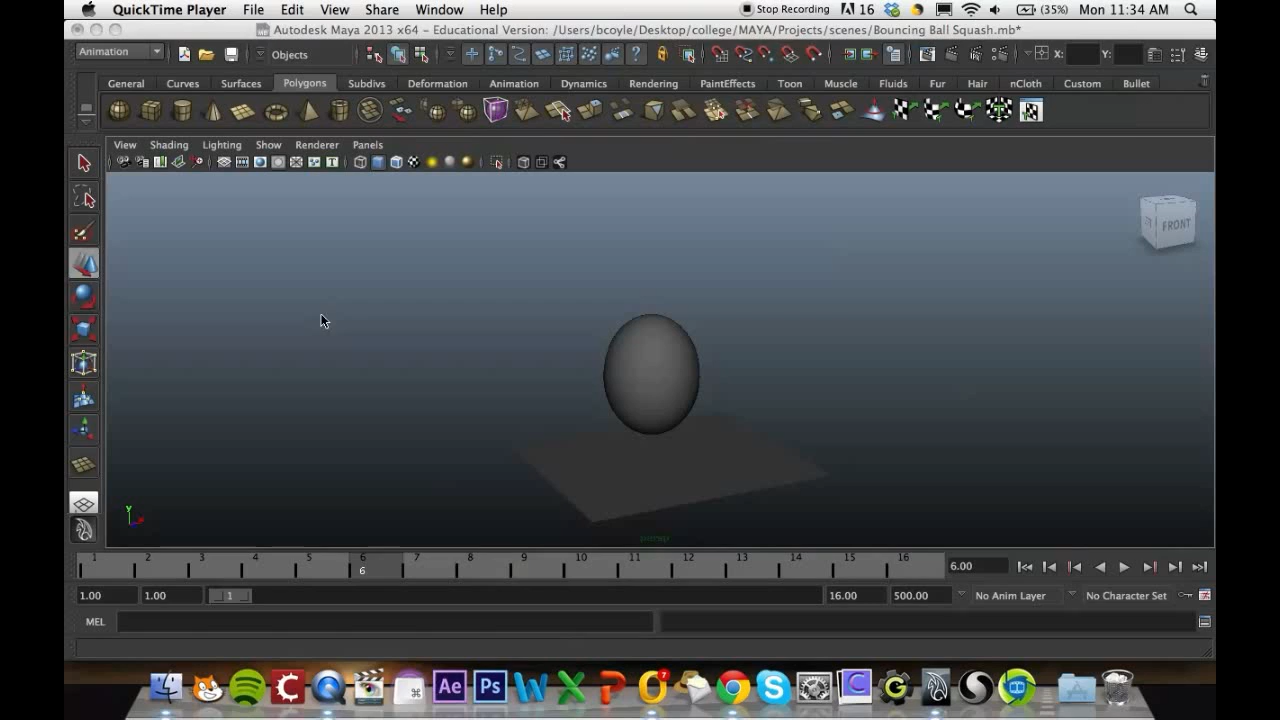 QuickTime Player File Edit View Share Window Help Stop Recording 16 (35%) Mon 11:34 AM
Autodesk Maya 2013 x64 - Educational Version: /Users/bcoyle/Desktop/college/MAYA/Projects/scenes/Bouncing Ball Squash.mb*
Animation Objects X: Y:
General Curves Surfaces Polygons Subdivs Deformation Animation Dynamics Rendering PaintEffects Toon Muscle Fluids Fur Hair nCloth Custom Bullet
View Shading Lighting Show Renderer Panels
FRONT
Y
persp
1 2 3 4 5 6 7 8 9 10 11 12 13 14 15 16
6 6.00
1.00 1.00 1 16.00 500.00 No Anim Layer No Character Set
MEL
Ae Ps 7